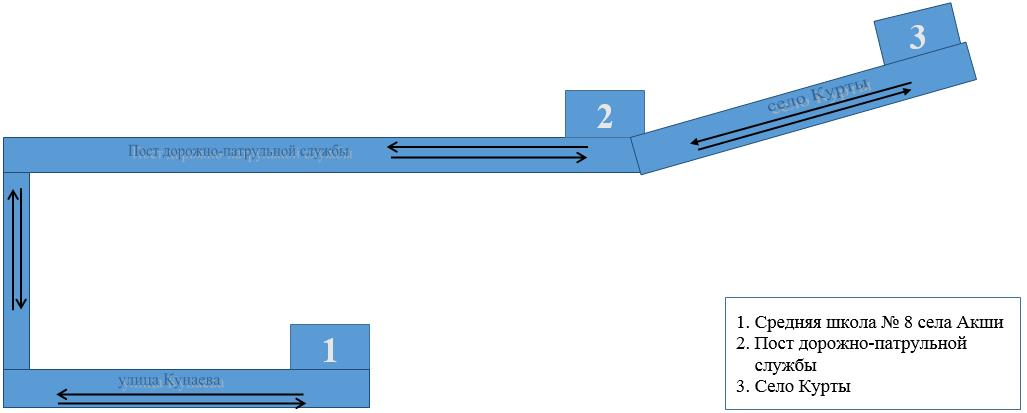 3
село Курты
2
Пост дорожно-патрульной службы
1
улица Кунаева
1. Средняя школа № 8 села Акши
2. Пост дорожно-патрульной
службы
3. Село Курты